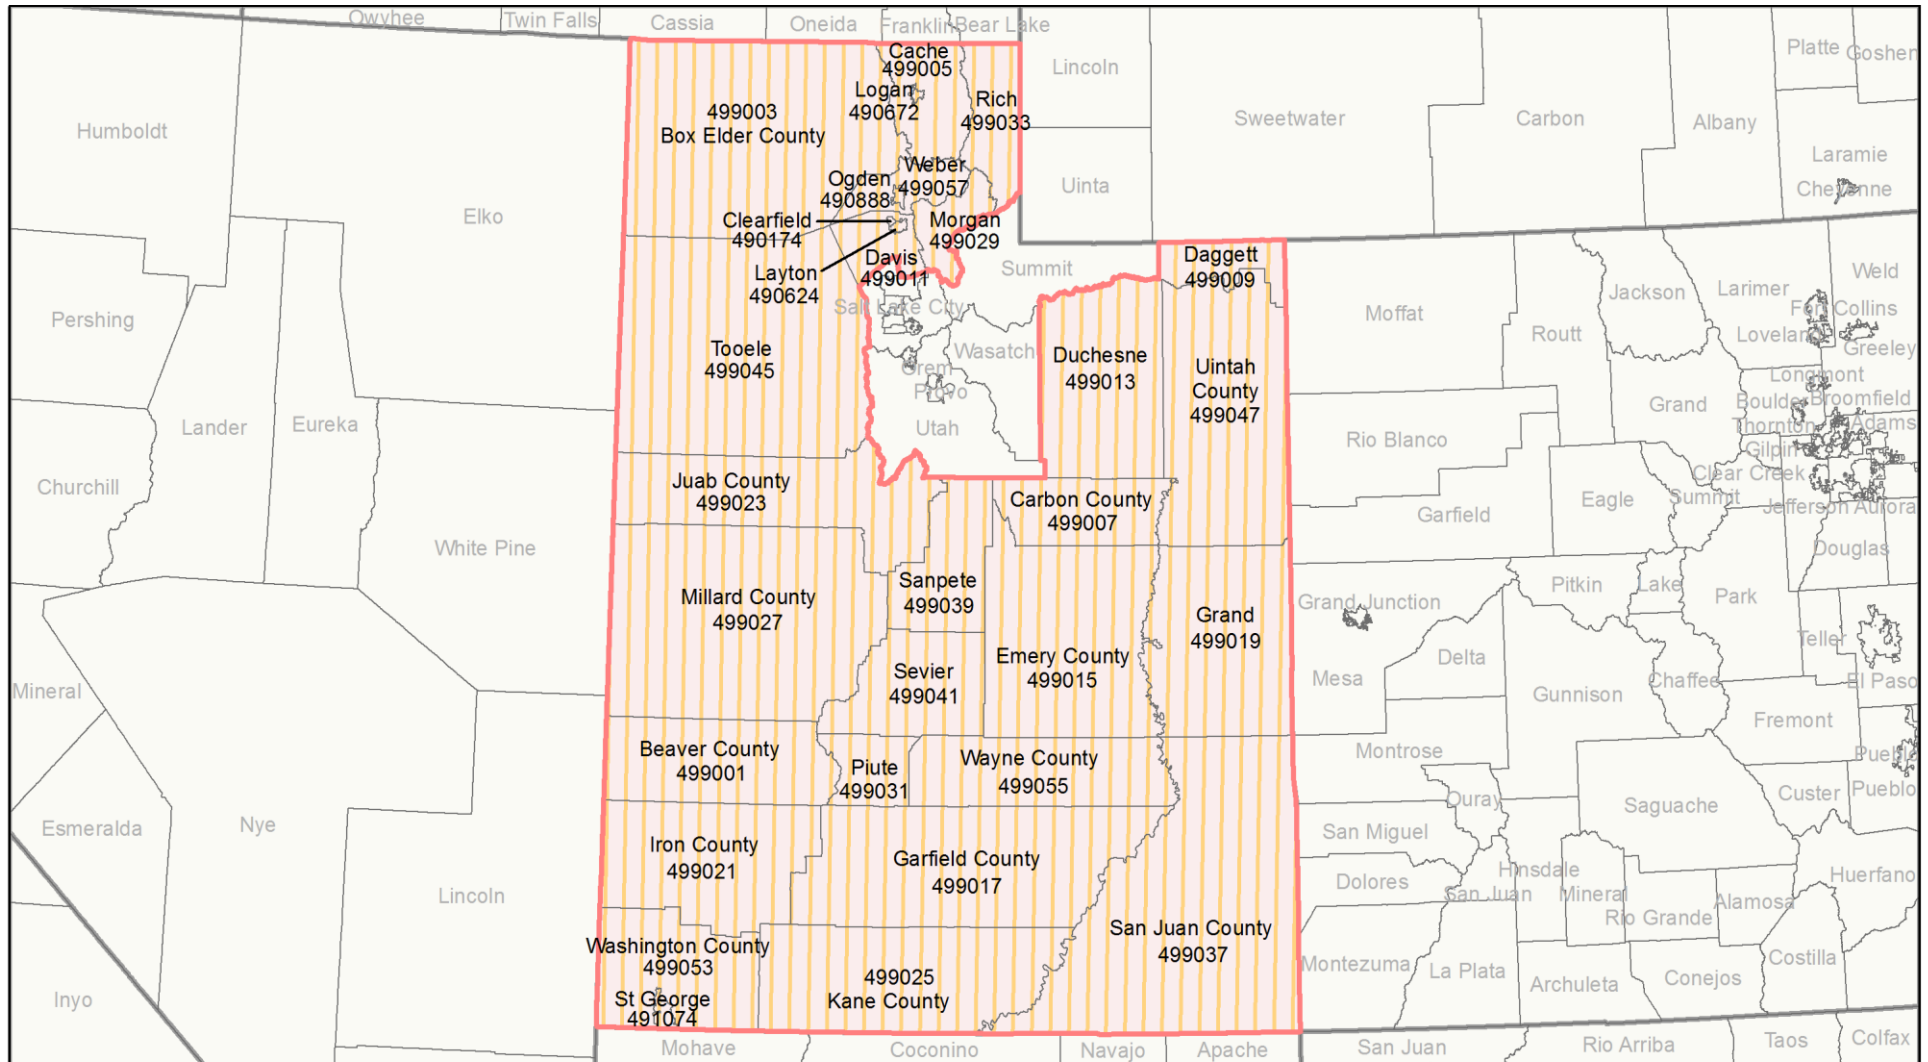 Owyhee
Twin Falls
Cassia
Oneida
Franklin
Bear Lake
Platte
Goshen
Lincoln
Cache
499005
Logan
490672
Rich
499033
499003
Box Elder County
Humboldt
Sweetwater
Carbon
Albany
Laramie
Cheyenne
Uinta
Elko
Weber
499057
Ogden
490888
Clearfield
490174
Morgan
499029
Davis
499011
Layton
490624
Summit
Daggett
499009
Salt Lake City
Pershing
Moffat
Routt
Jackson
Larimer
Weld
Fort Collins
Loveland
Greeley
Tooele
499045
Wasatch
Duchesne
499013
Uintah
County
499047
Orem
Provo
Utah
Lander
Eureka
Rio Blanco
Grand
Longmont
Boulder
Broomfield
Thornton
Adams
Gilpin
Clear Creek
Summit
Jefferson
Aurora
Churchill
Juab County
499023
Carbon County
499007
Garfield
Eagle
Douglas
White Pine
Millard County
499027
Sanpete
499039
Grand
499019
Grand Junction
Pitkin
Lake
Park
Teller
Mineral
Sevier
499041
Emery County
499015
Mesa
Delta
Gunnison
Chaffee
El Paso
Fremont
Beaver County
499001
Piute
499031
Wayne County
499055
Montrose
Pueblo
Pueblo
Esmeralda
Nye
Ouray
Saguache
Custer
San Miguel
Iron County
499021
Garfield County
499017
Lincoln
Dolores
Hinsdale
San Juan
Mineral
Rio Grande
Alamosa
Huerfano
Washington County
499053
St George
491074
499025
Kane County
San Juan County
499037
Montezuma
La Plata
Archuleta
Conejos
Costilla
Inyo
Mohave
Coconino
Navajo
Apache
San Juan
Rio Arriba
Taos
Colfax